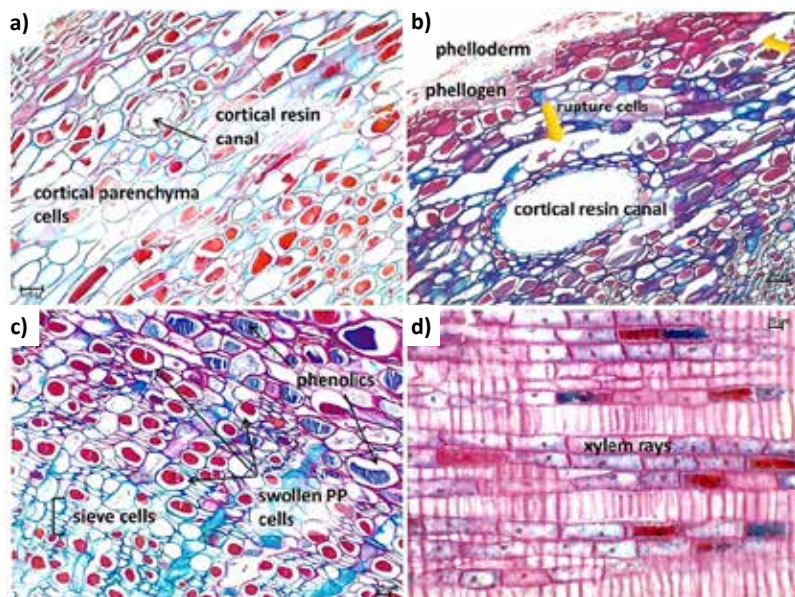 a)
cortical resin
canal
cortical parenchyma
cells
b)
phelloderm
phellogen
rupture cells
cortical resin canal
c)
phenolics
swollen PP
cells
sieve cells
d)
xylem rays